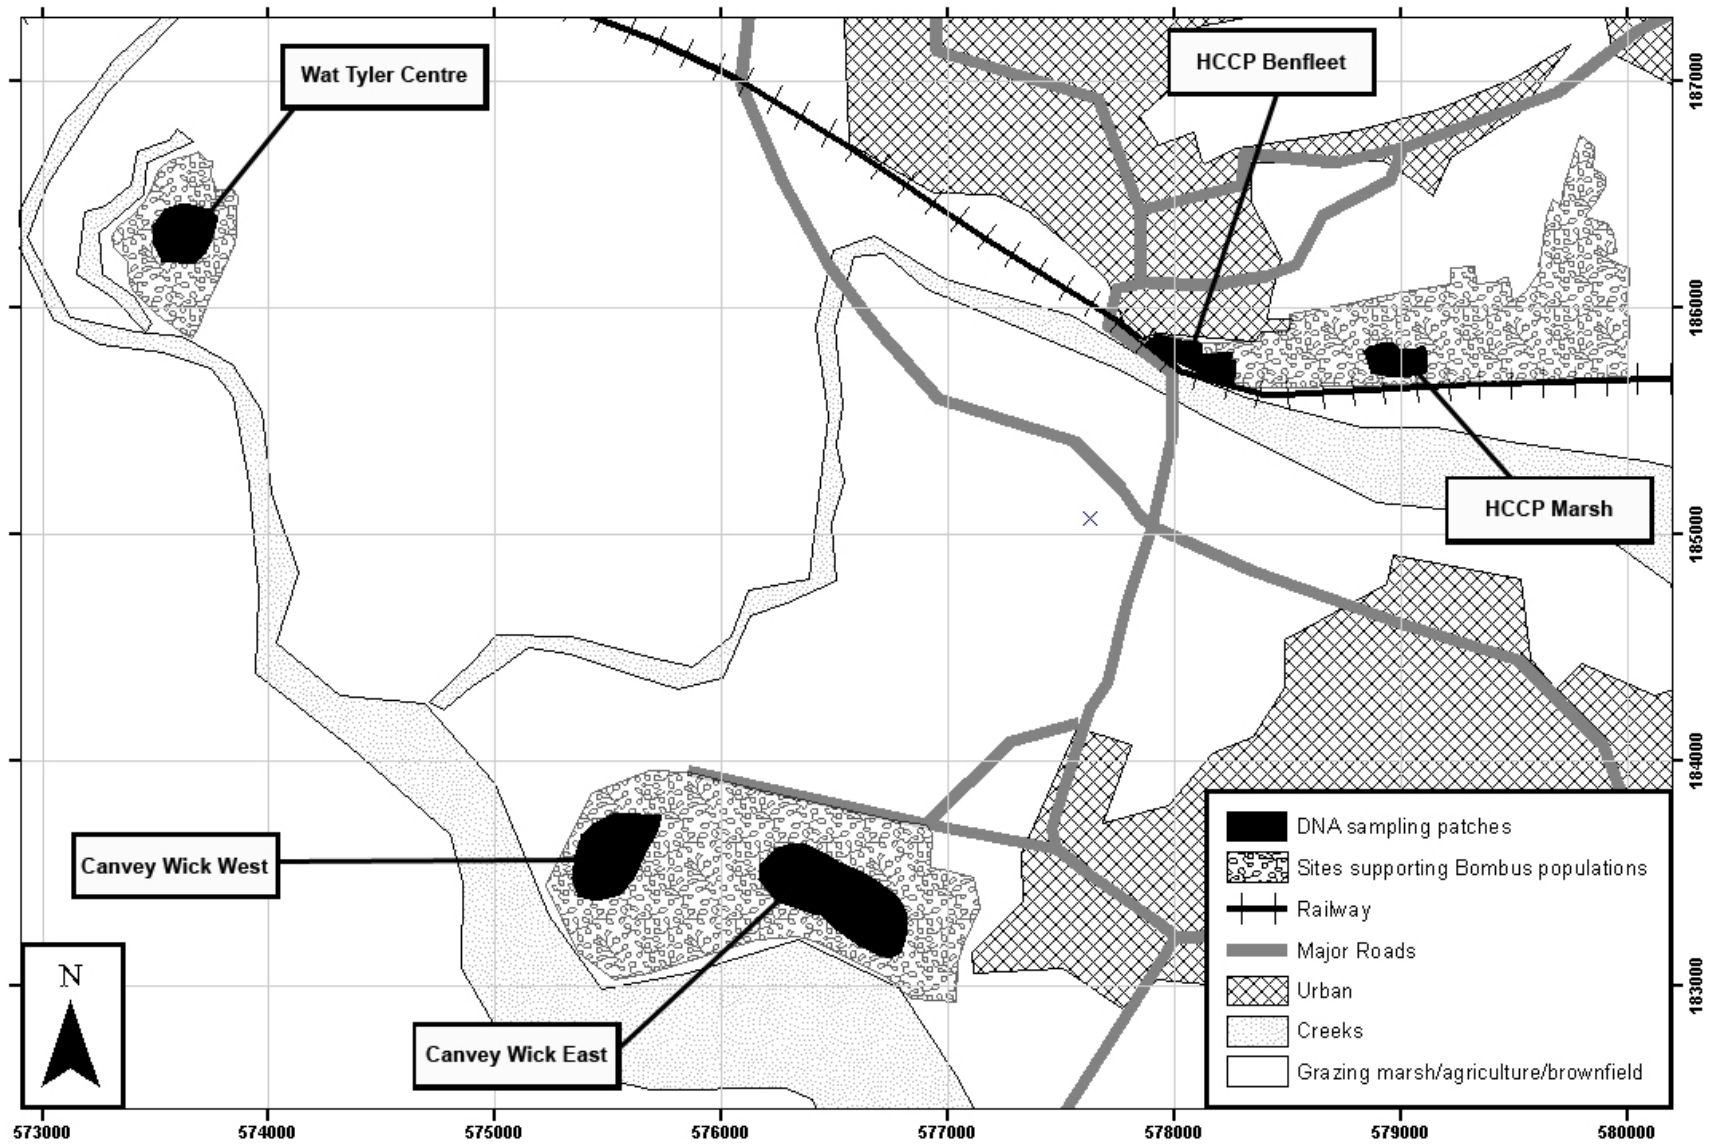 Wat Tyler Centre
HCCP Benfleet
187000
186000
HCCP Marsh
185000
184000
Canvey Wick West
DNA sampling patches
Sites supporting Bombus populations
Railway
Major Roads
Urban
Creeks
Grazing marsh/agriculture/brownfield
183000
N
Canvey Wick East
573000 574000 575000 576000 577000 578000 579000 580000